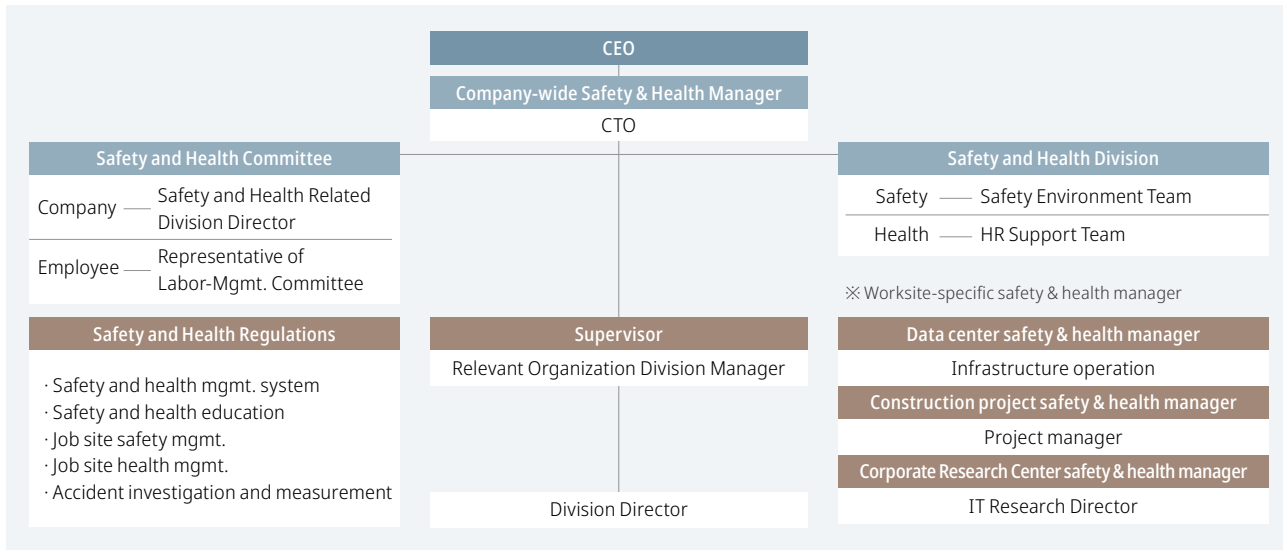 CEO
Company-wide Safety & Health Manager
CTO
Safety and Health Committee
Company
Safety and Health Related
Division Director
Employee
Representative of
Labor-Mgmt. Committee
Safety and Health Division
Safety
Safety Environment Team
Health
HR Support Team
※ Worksite-specific safety & health manager
Safety and Health Regulations
· Safety and health mgmt. system
· Safety and health education
· Job site safety mgmt.
· Job site health mgmt.
· Accident investigation and measurement
Supervisor
Relevant Organization Division Manager
Division Director
Data center safety & health manager
Infrastructure operation
Construction project safety & health manager
Project manager
Corporate Research Center safety & health manager
IT Research Director